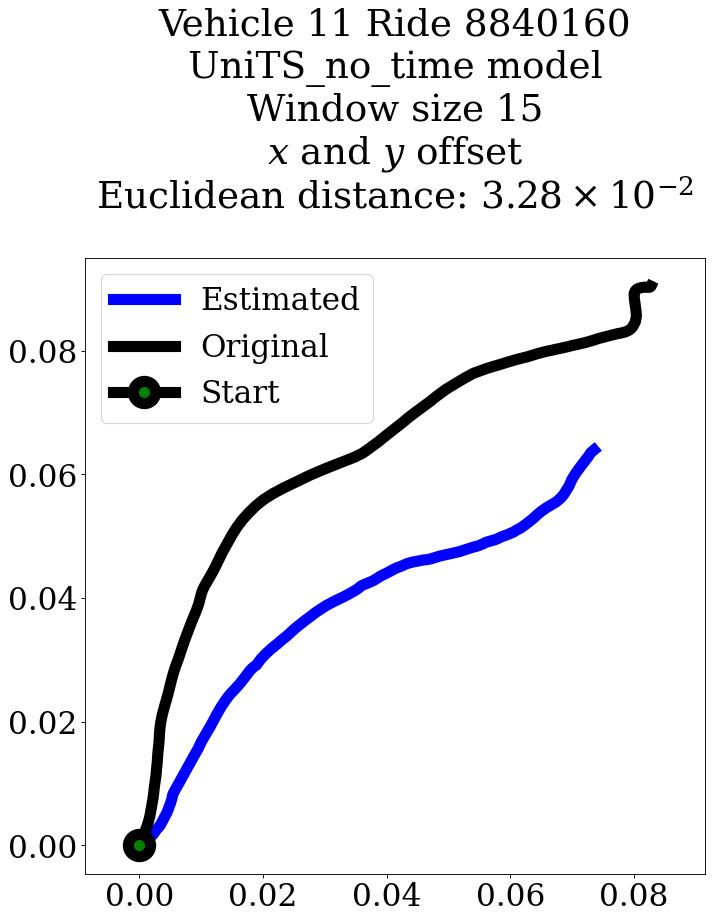 Vehicle 11 Ride 8840160
UniTS_no_time model
Window size 15
x and y offset
Euclidean distance: 3.28 × 10⁻²
Estimated
Original
Start
0.08
0.06
0.04
0.02
0.00
0.00 0.02 0.04 0.06 0.08